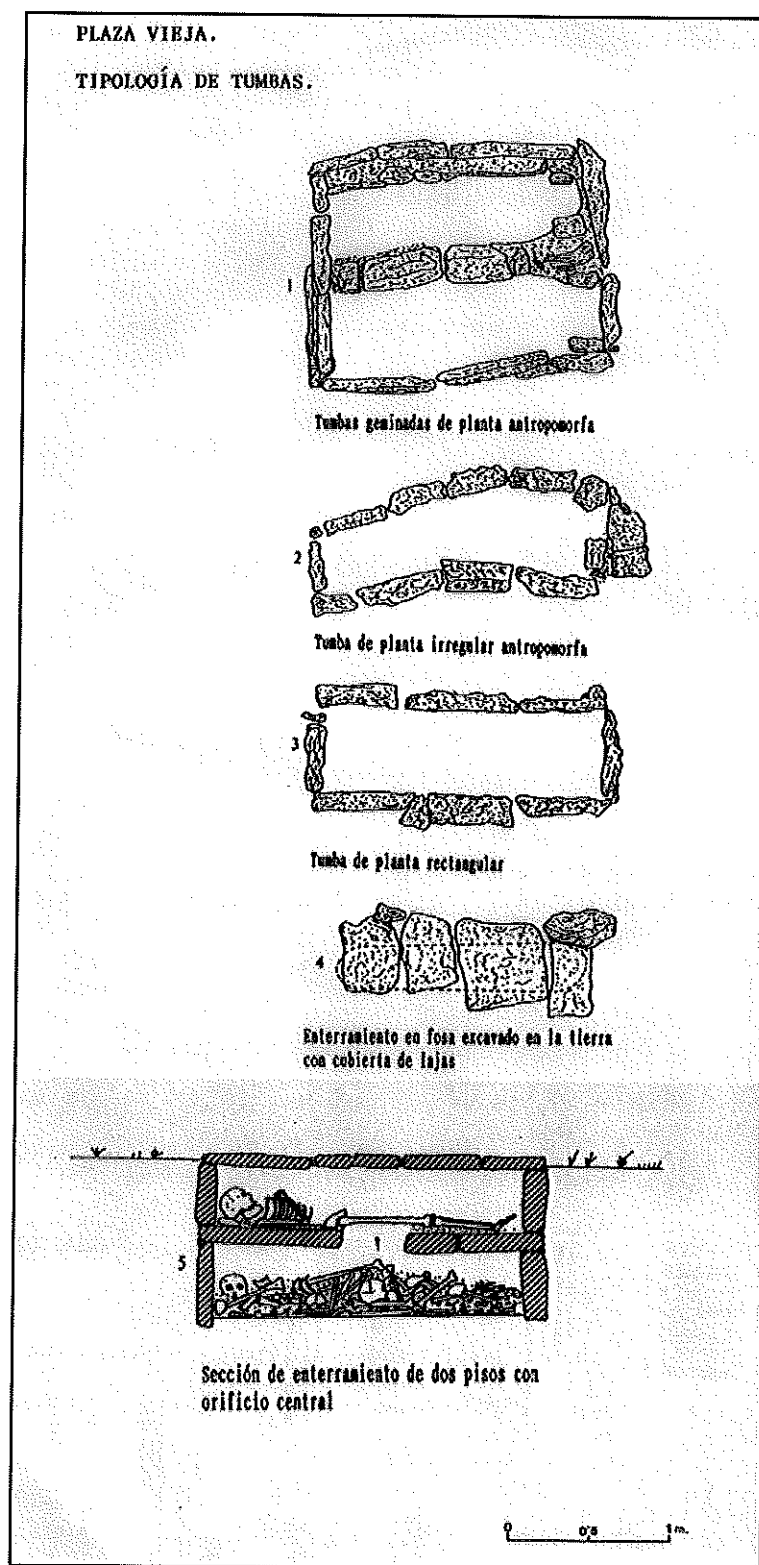 PLAZA VIEJA.
TIPOLOGÍA DE TUMBAS.
1
Tumbas geminadas de planta antropomorfa
2
Tumba de planta irregular antropomorfa
3
Tumba de planta rectangular
4
Enterramiento en fosa excavado en la tierra
con cobierta de lajas
5
1
Sección de enterramiento de dos pisos con
orificio central
0 0'5 1 m.